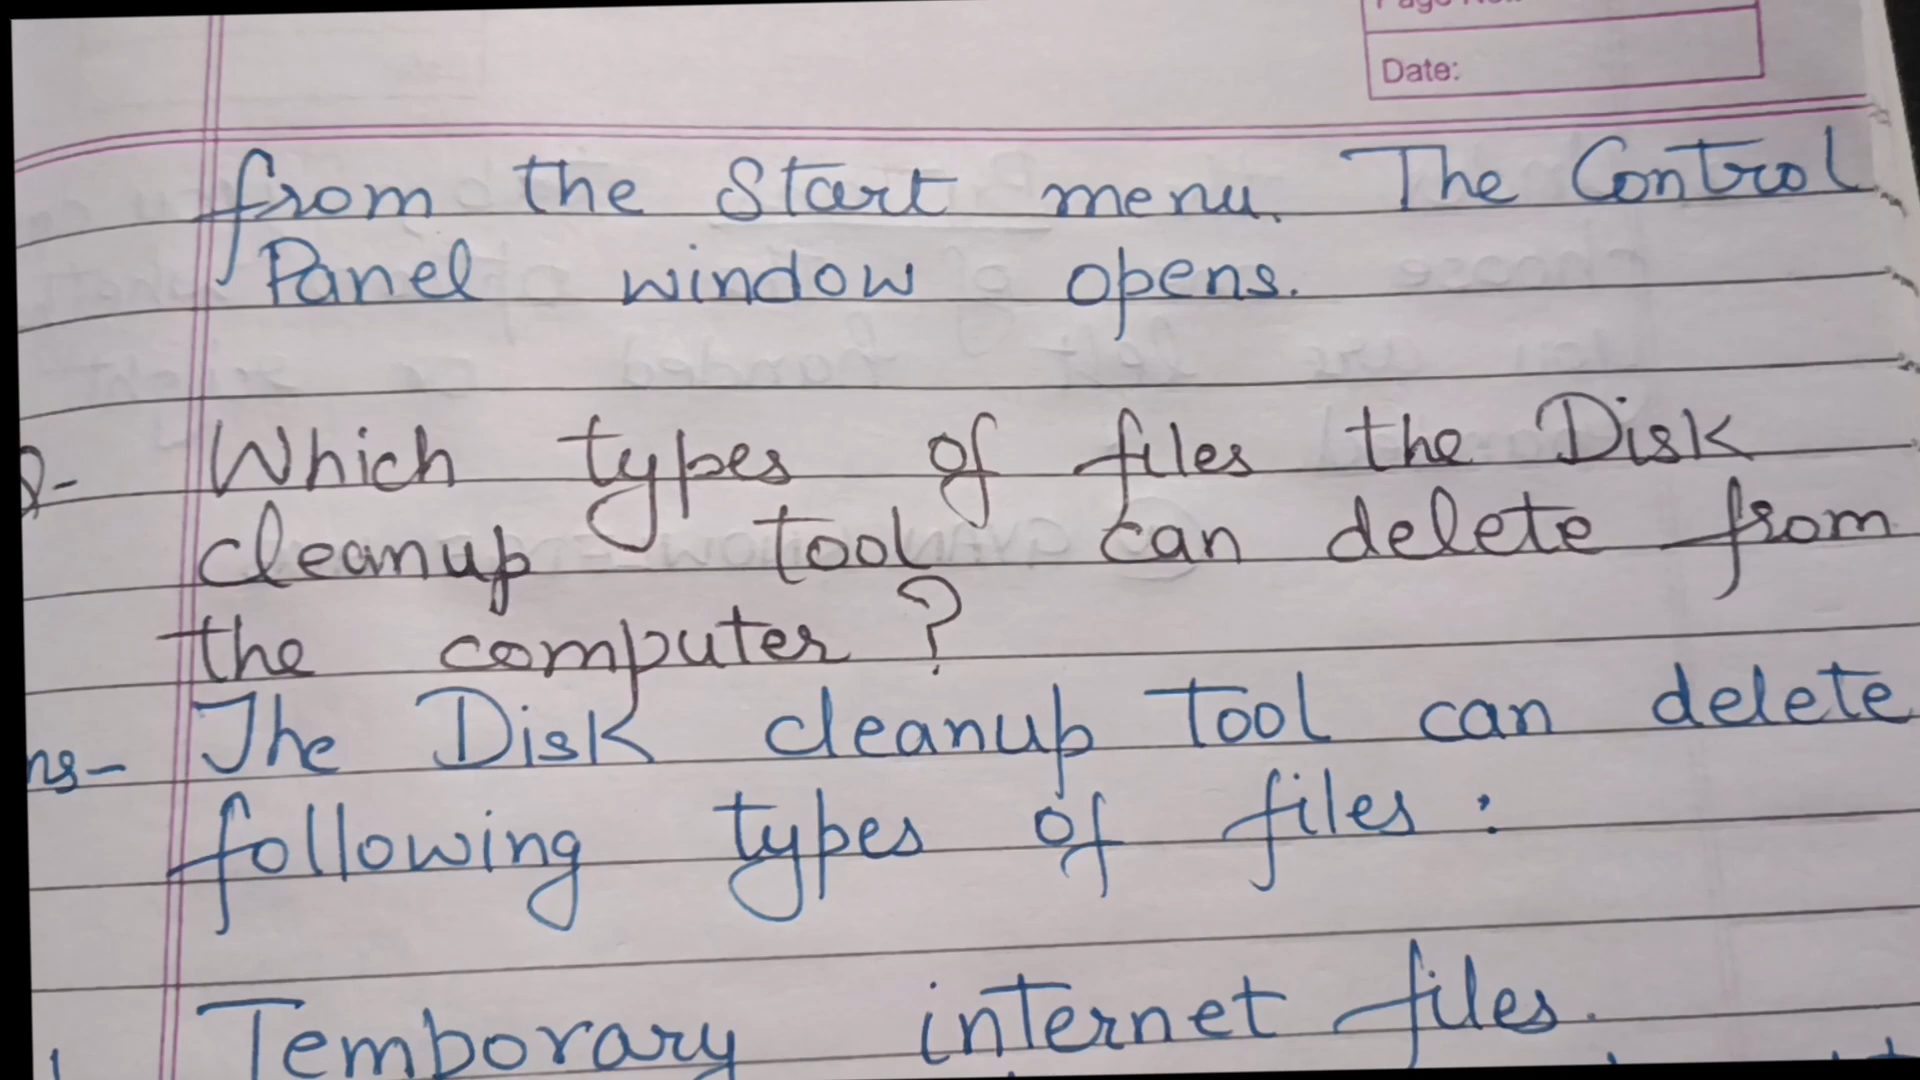 Date:
from the Start menu. The Control
Panel window opens.
Which types of files the Disk
cleanup tool can delete from
the computer ?
ns- The Disk cleanup tool can delete
following types of files :
Temborary internet files.